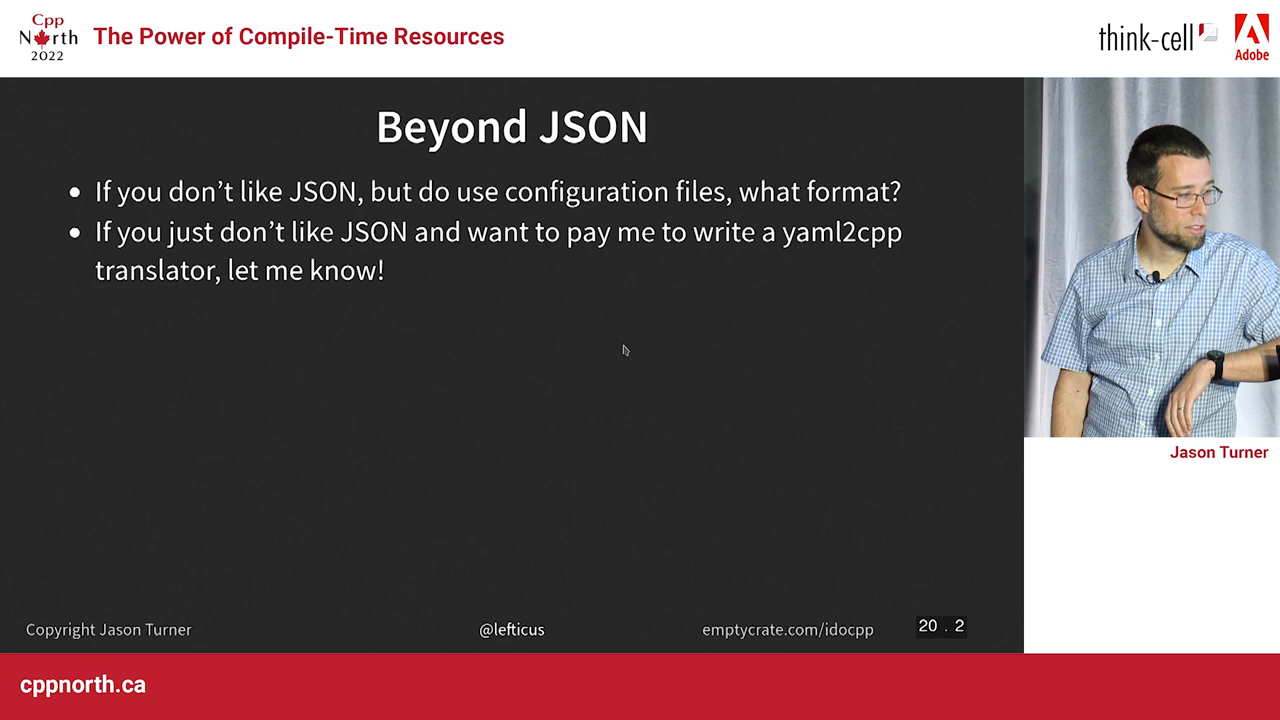 Cpp
North
2022
The Power of Compile-Time Resources
think-cell
Adobe
Beyond JSON
• If you don't like JSON, but do use configuration files, what format?
• If you just don't like JSON and want to pay me to write a yaml2cpp
translator, let me know!
Jason Turner
Copyright Jason Turner
@lefticus
emptycrate.com/idocpp
20 . 2
cppnorth.ca